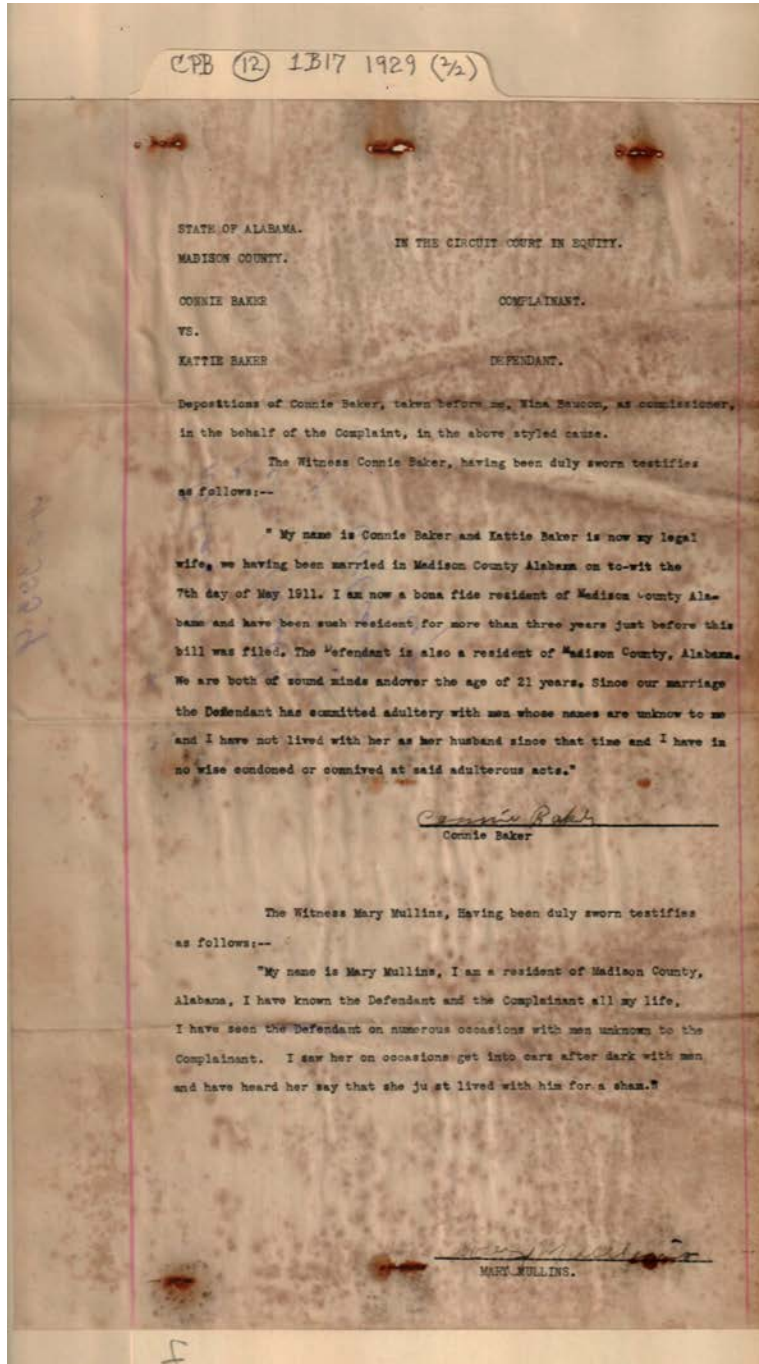 CPB (12) 1B17 1929 (2/2)
STATE OF ALABAMA.
IN THE CIRCUIT COURT IN EQUITY.
MADISON COUNTY.
CONNIE BAKER COMPLAINANT.
VS.
KATTIE BAKER DEFENDANT.
Depositions of Connie Baker, taken before me, Nina Baucon, as commissioner,
in the behalf of the Complaint, in the above styled cause.
The Witness Connie Baker, having been duly sworn testifies
as follows:--
" My name is Connie Baker and Kattie Baker is now my legal
wife, we having been married in Madison County Alabama on to-wit the
7th day of May 1911. I am now a bona fide resident of Madison County Ala-
bama and have been such resident for more than three years just before this
bill was filed. The Defendant is also a resident of Madison County, Alabama.
We are both of sound minds andover the age of 21 years. Since our marriage
the Defendant has committed adultery with men whose names are unknow to me
and I have not lived with her as her husband since that time and I have in
no wise condoned or connived at said adulterous acts."
Connie Baker
Connie Baker
The Witness Mary Mullins, Having been duly sworn testifies
as follows:--
"My name is Mary Mullins, I am a resident of Madison County,
Alabama, I have known the Defendant and the Complainant all my life,
I have seen the Defendant on numerous occasions with men unknown to the
Complainant. I saw her on occasions get into cars after dark with men
and have heard her say that she ju st lived with him for a sham."
Mary Mullins
MARY MULLINS.